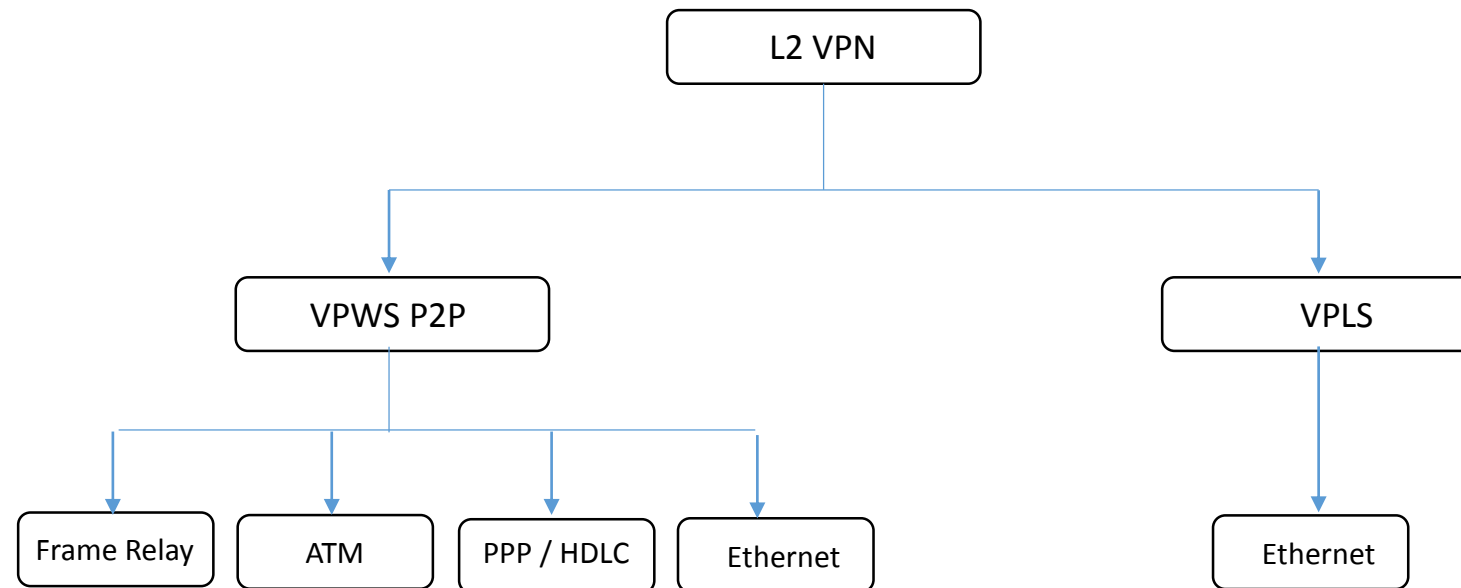 L2 VPN
VPWS P2P
VPLS
Frame Relay
ATM
PPP / HDLC
Ethernet
Ethernet